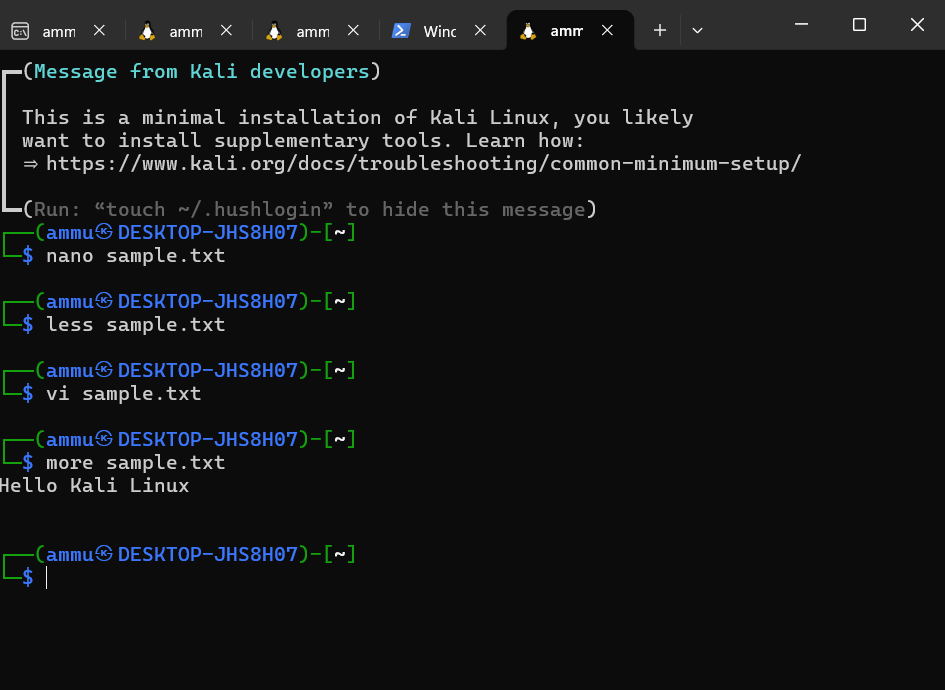 amm amm amm Winc amm
(Message from Kali developers)
This is a minimal installation of Kali Linux, you likely
want to install supplementary tools. Learn how:
⇒ https://www.kali.org/docs/troubleshooting/common-minimum-setup/
(Run: “touch ~/.hushlogin” to hide this message)
┌──(ammu㉿DESKTOP-JHS8H07)-[~]
└─$ nano sample.txt
┌──(ammu㉿DESKTOP-JHS8H07)-[~]
└─$ less sample.txt
┌──(ammu㉿DESKTOP-JHS8H07)-[~]
└─$ vi sample.txt
┌──(ammu㉿DESKTOP-JHS8H07)-[~]
└─$ more sample.txt
Hello Kali Linux
┌──(ammu㉿DESKTOP-JHS8H07)-[~]
└─$